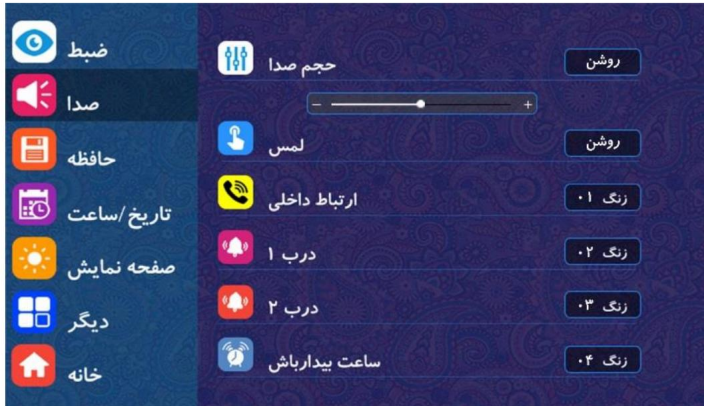 ضبط
صدا
حافظه
تاریخ/ساعت
صفحه نمایش
دیگر
خانه
حجم صدا روشن
− +
لمس روشن
ارتباط داخلی زنگ ۰۱
درب ۱ زنگ ۰۲
درب ۲ زنگ ۰۳
ساعت بیدارباش زنگ ۰۴